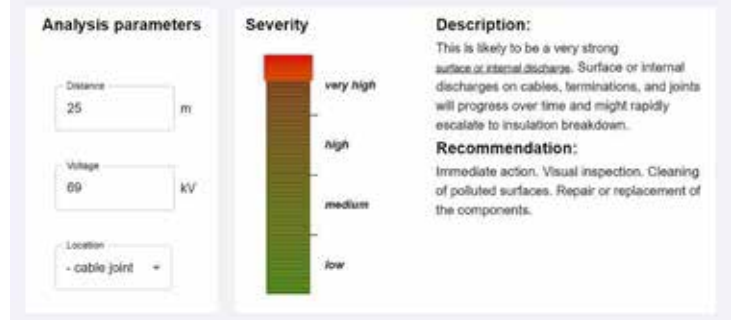 Analysis parameters
Distance
25
m
Voltage
69
kV
Location
- cable joint
Severity
very high
high
medium
low
Description:
This is likely to be a very strong
surface or internal discharge. Surface or internal
discharges on cables, terminations, and joints
will progress over time and might rapidly
escalate to insulation breakdown.
Recommendation:
Immediate action. Visual inspection. Cleaning
of polluted surfaces. Repair or replacement of
the components.